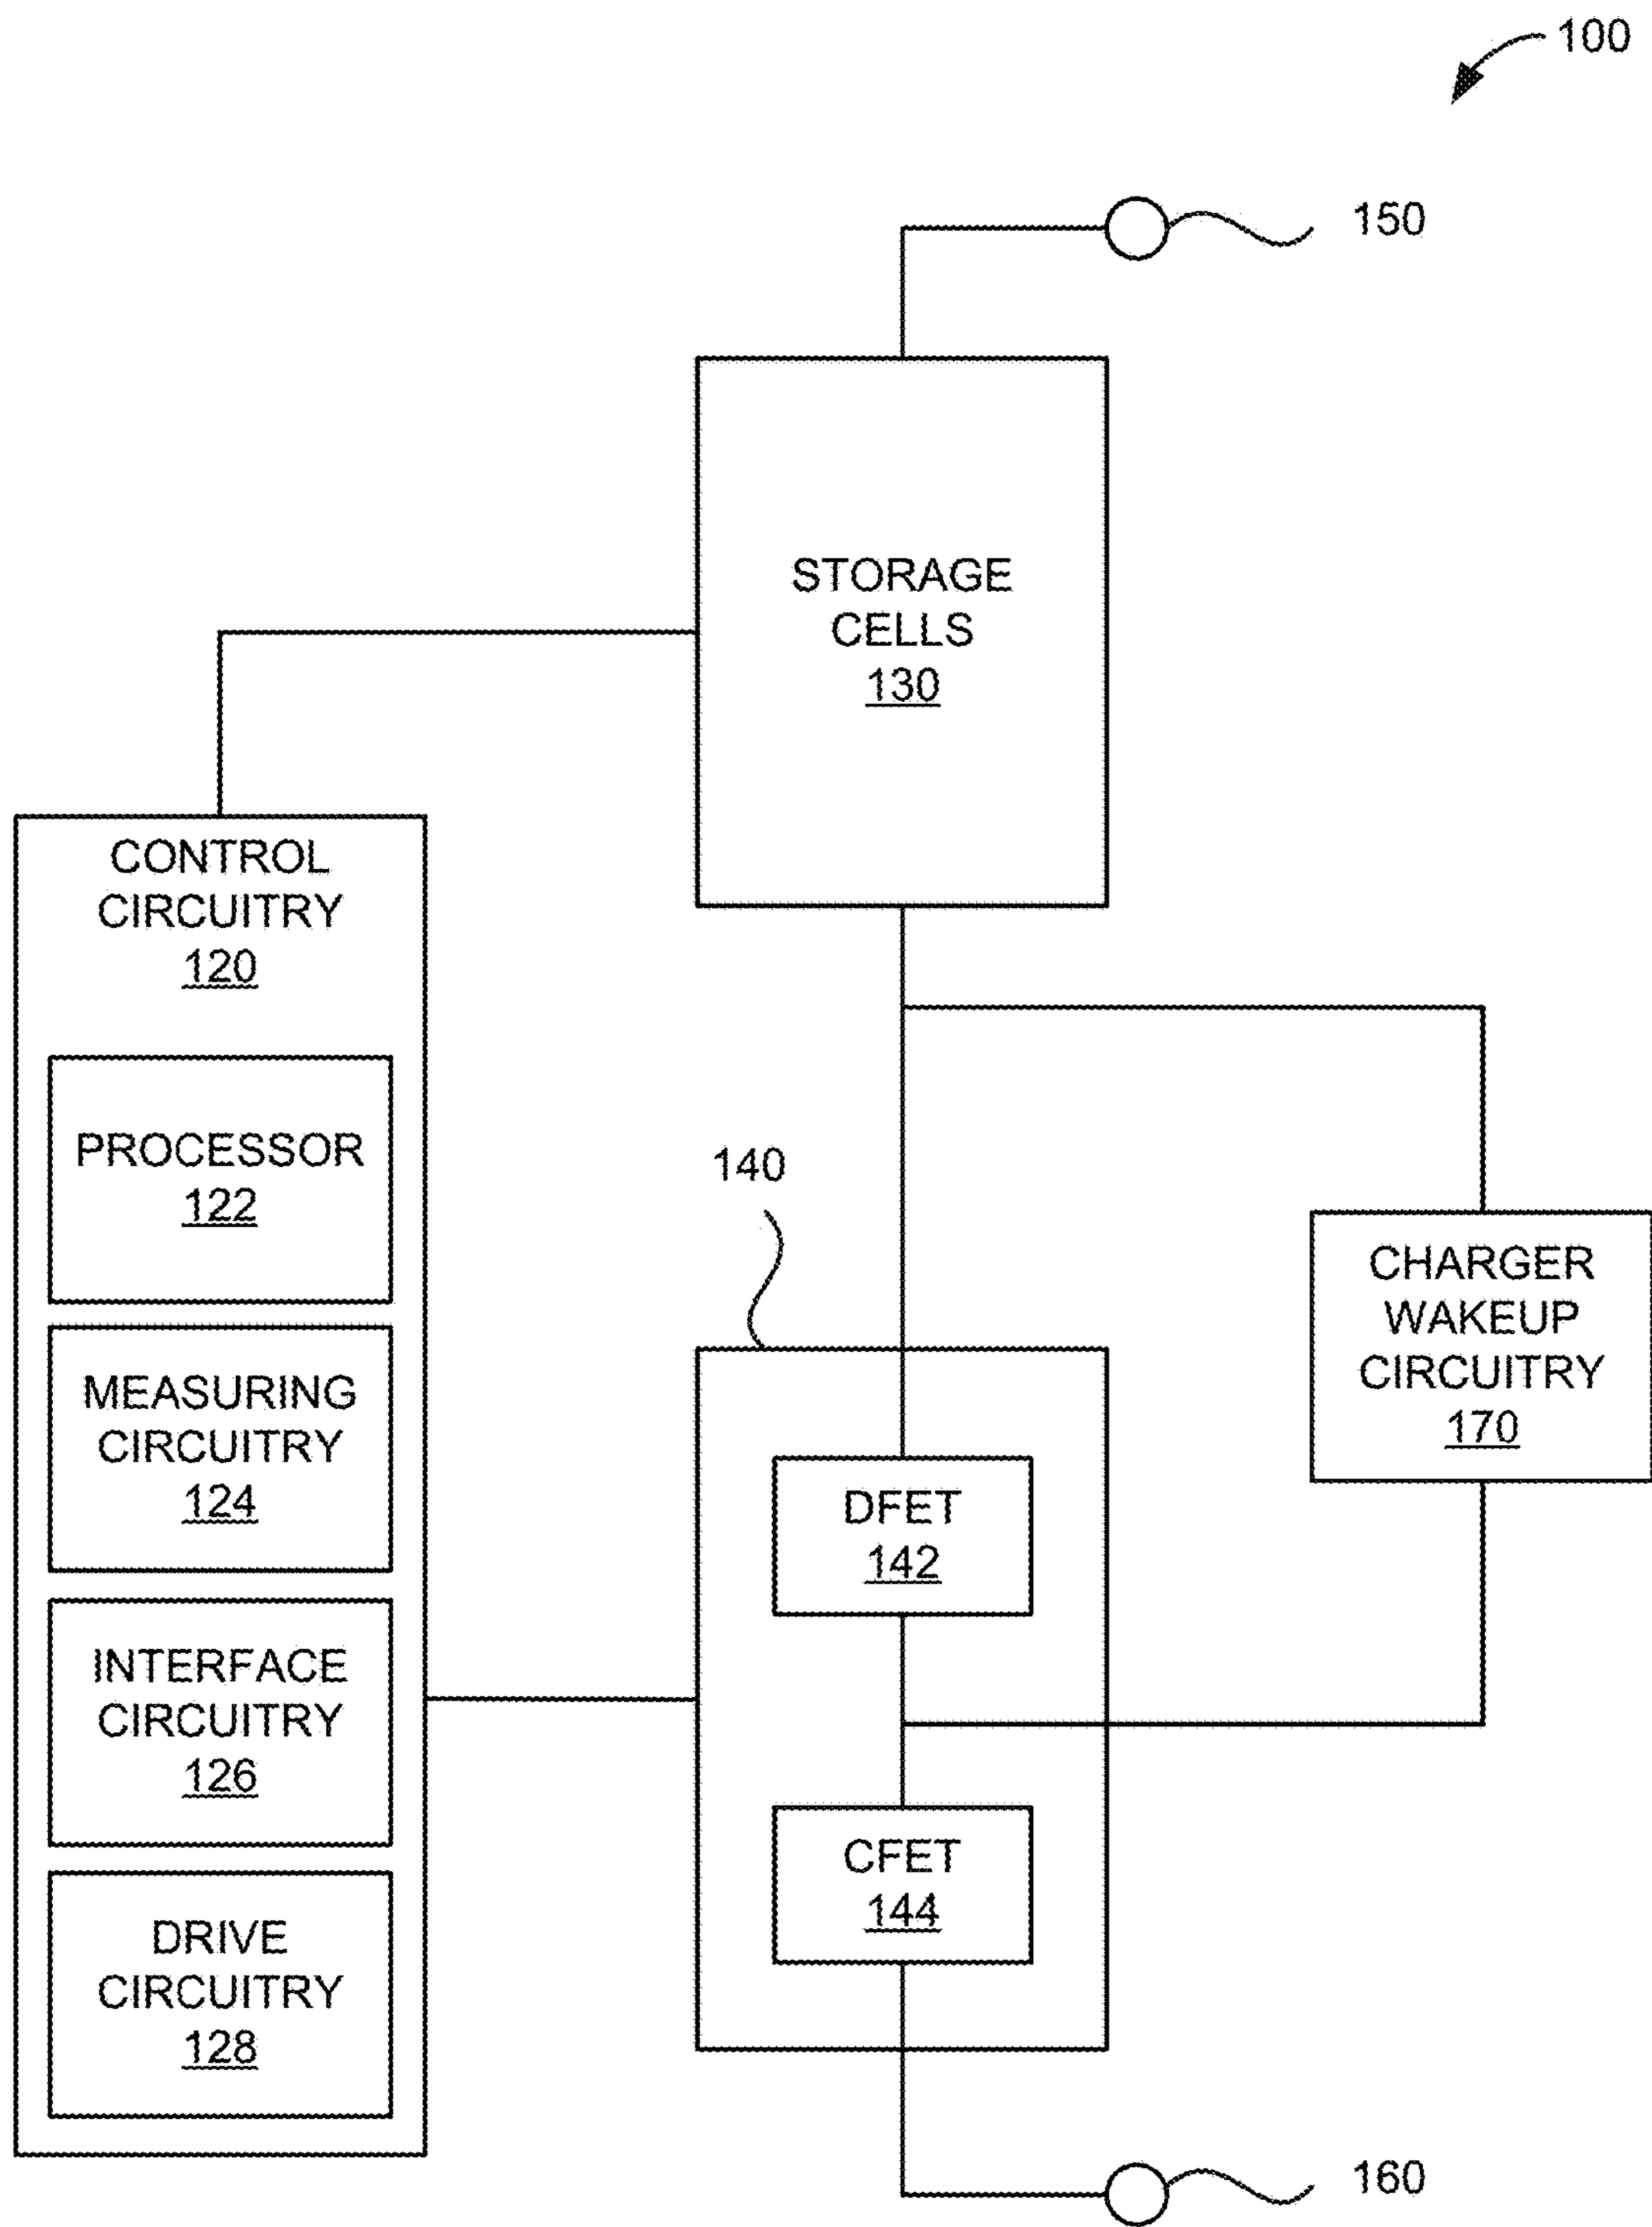 100
150
STORAGE
CELLS
130
CONTROL
CIRCUITRY
120
PROCESSOR
122
MEASURING
CIRCUITRY
124
INTERFACE
CIRCUITRY
126
DRIVE
CIRCUITRY
128
140
DFET
142
CFET
144
CHARGER
WAKEUP
CIRCUITRY
170
160